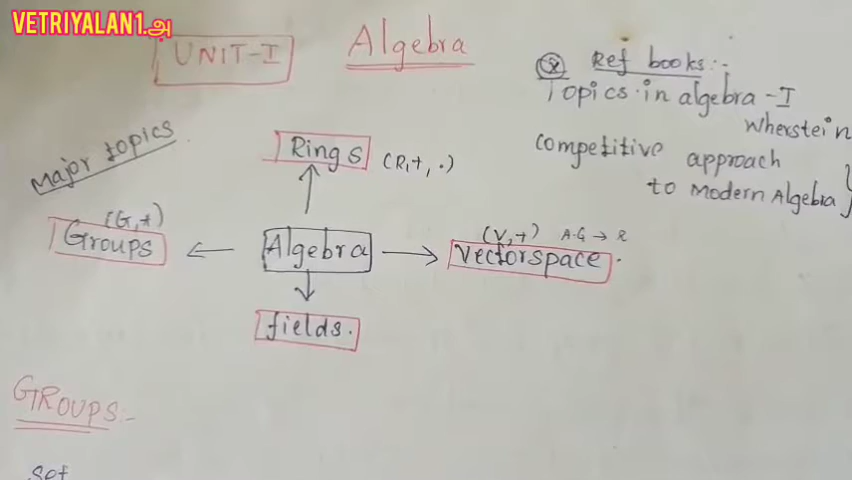 VETRIYALAN1.அ
UNIT-I
Algebra
Ref books:-
Topics in algebra -I
Wherstein
competitive approach
to Modern Algebra
Major topics
Rings (R,+, .)
(G,*)
Groups
Algebra
(V,+) A.G → R
Vectorspace.
fields.
GROUPS:-
Set